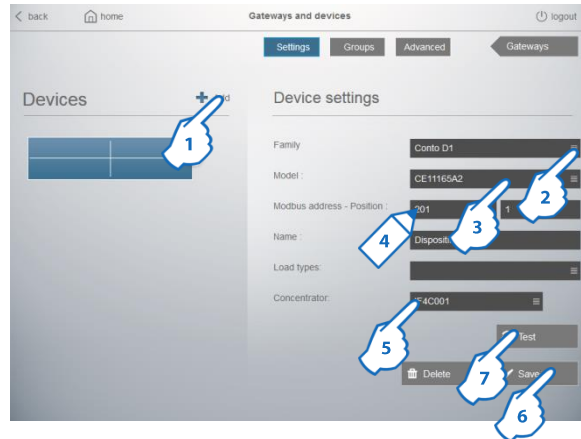 back
home
Gateways and devices
logout
Settings
Groups
Advanced
Gateways
Devices
Device settings
1
Family
Conto D1
2
Model :
CE11165A2
3
Modbus address - Position :
201
1
4
Name :
Load types:
Concentrator:
5
Test
7
Delete
Save
6